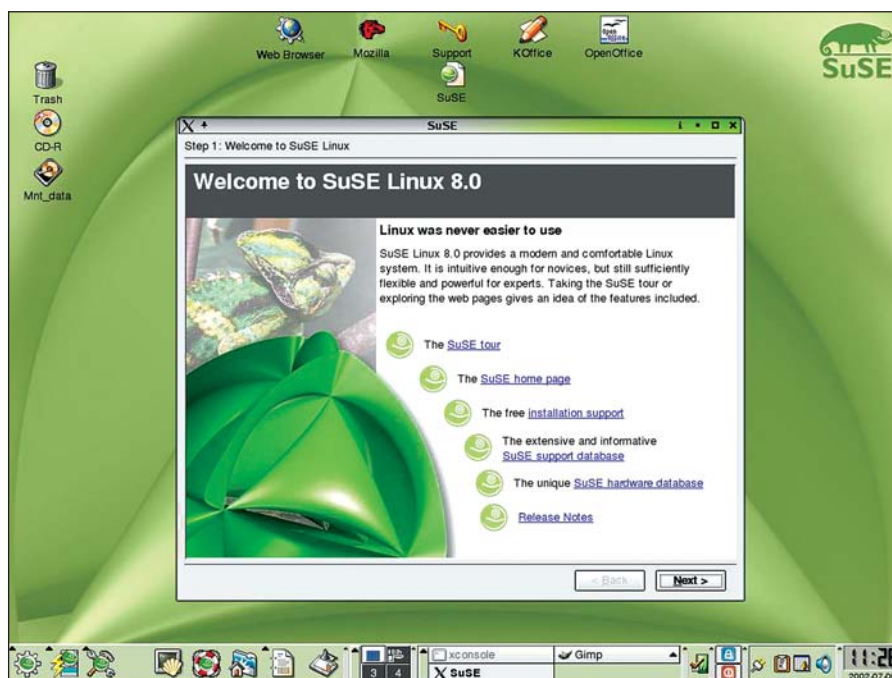 Web Browser
Mozilla
Support
KOffice
OpenOffice
SuSE
SuSE
Trash
CD-R
Mnt_data
SuSE
Step 1: Welcome to SuSE Linux
Welcome to SuSE Linux 8.0
Linux was never easier to use
SuSE Linux 8.0 provides a modern and comfortable Linux
system. It is intuitive enough for novices, but still sufficiently
flexible and powerful for experts. Taking the SuSE tour or
exploring the web pages gives an idea of the features included.
The SuSE tour
The SuSE home page
The free installation support
The extensive and informative
SuSE support database
The unique SuSE hardware database
Release Notes
< Back
Next >
3 4
xconsole
Gimp
X SuSE